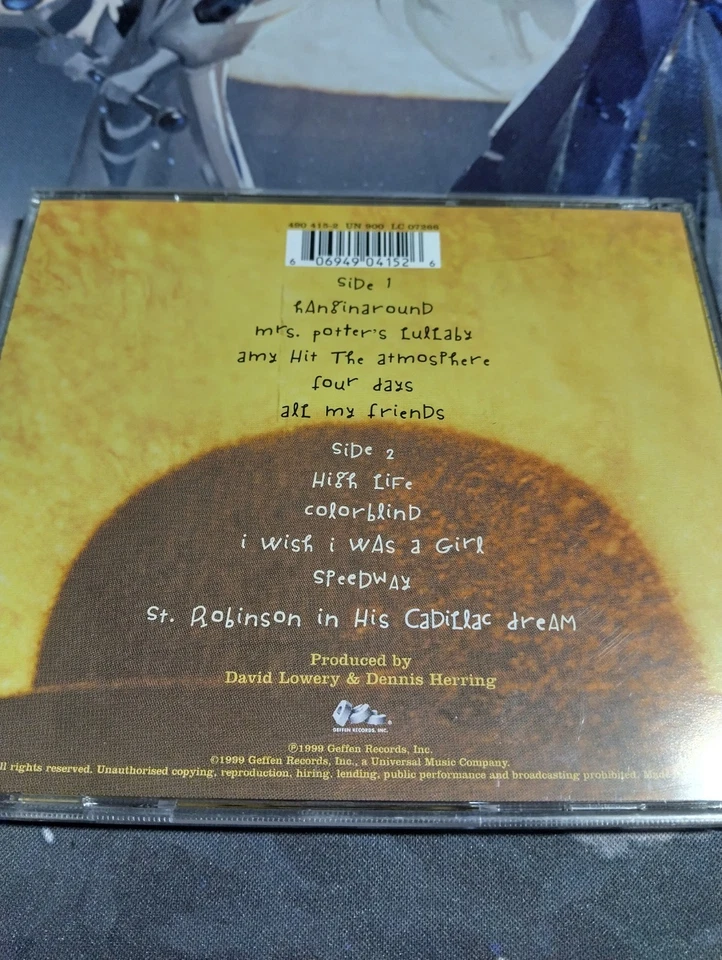 490 415-2 UN 900 LC 07266
6 06949 04152 6
Side 1
hAnginarounD
mrs. potter's LuLLaby
amy Hit The atmosphere
four days
aLL my friends
Side 2
High Life
colorblinD
i wish i wAs a Girl
speeDwAy
St. Robinson in His CaDiLLac dreAM
Produced by
David Lowery & Dennis Herring
GEFFEN RECORDS, INC.
℗1999 Geffen Records, Inc.
©1999 Geffen Records, Inc., a Universal Music Company.
ll rights reserved. Unauthorised copying, reproduction, hiring, lending, public performance and broadcasting prohibited.